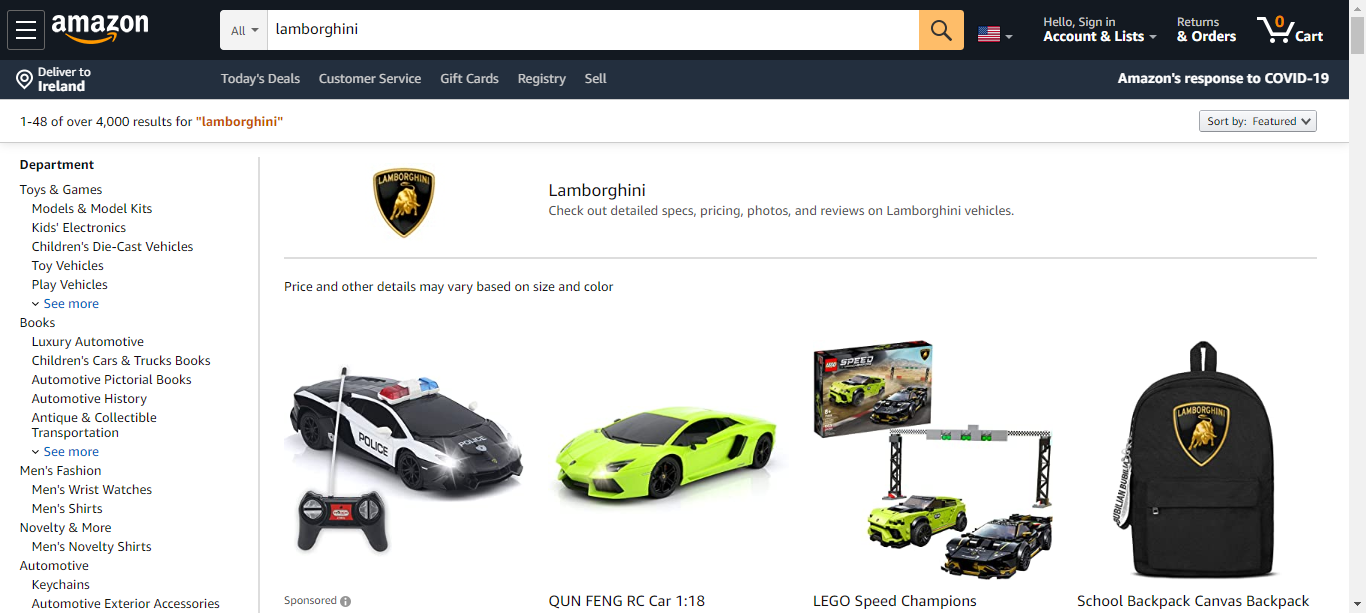 amazon
All
lamborghini
Hello, Sign in
Account & Lists
Returns
& Orders
0
Cart
Deliver to
Ireland
Today's Deals
Customer Service
Gift Cards
Registry
Sell
Amazon's response to COVID-19
1-48 of over 4,000 results for "lamborghini"
Sort by: Featured
Department
Toys & Games
Models & Model Kits
Kids' Electronics
Children's Die-Cast Vehicles
Toy Vehicles
Play Vehicles
See more
Books
Luxury Automotive
Children's Cars & Trucks Books
Automotive Pictorial Books
Automotive History
Antique & Collectible
Transportation
See more
Men's Fashion
Men's Wrist Watches
Men's Shirts
Novelty & More
Men's Novelty Shirts
Automotive
Keychains
Automotive Exterior Accessories
LAMBORGHINI
Lamborghini
Check out detailed specs, pricing, photos, and reviews on Lamborghini vehicles.
Price and other details may vary based on size and color
POLICE
POLICE
Sponsored
QUN FENG RC Car 1:18
LEGO
SPEED
LEGO Speed Champions
LAMBORGHINI
BUBILIAN BUBILIAN
School Backpack Canvas Backpack